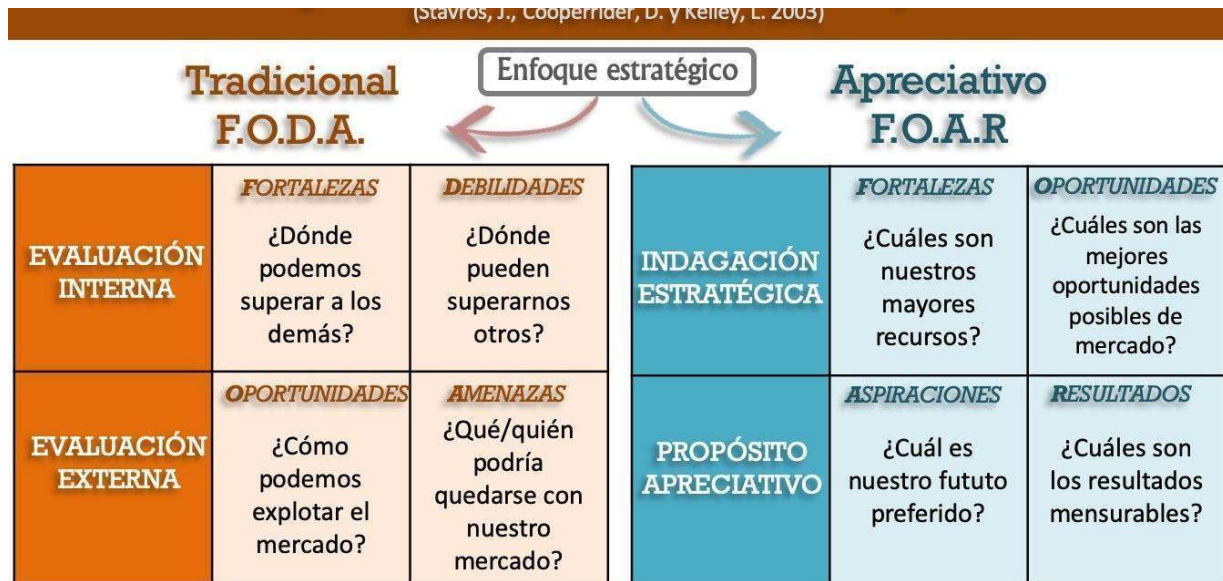 (Stavros, J., Cooperrider, D. y Kelley, L. 2003)
Enfoque estratégico
Tradicional
F.O.D.A.
Apreciativo
F.O.A.R
EVALUACIÓN
INTERNA
FORTALEZAS
¿Dónde
podemos
superar a los
demás?
DEBILIDADES
¿Dónde
pueden
superarnos
otros?
EVALUACIÓN
EXTERNA
OPORTUNIDADES
¿Cómo
podemos
explotar el
mercado?
AMENAZAS
¿Qué/quién
podría
quedarse con
nuestro
mercado?
INDAGACIÓN
ESTRATÉGICA
FORTALEZAS
¿Cuáles son
nuestros
mayores
recursos?
OPORTUNIDADES
¿Cuáles son las
mejores
oportunidades
posibles de
mercado?
PROPÓSITO
APRECIATIVO
ASPIRACIONES
¿Cuál es
nuestro fututo
preferido?
RESULTADOS
¿Cuáles son
los resultados
mensurables?